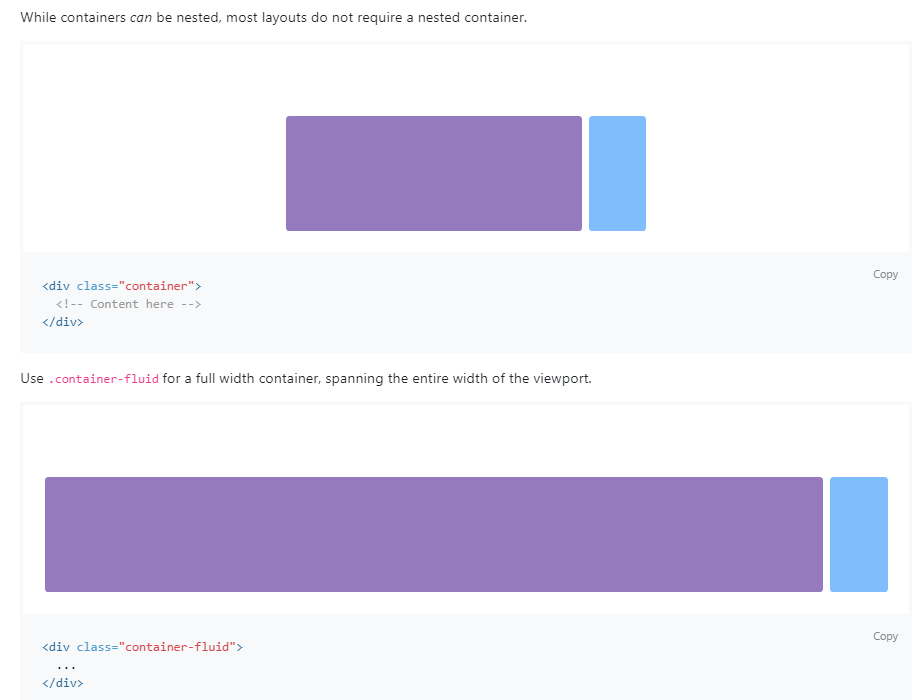 While containers can be nested, most layouts do not require a nested container.
Copy
<div class="container">
  <!-- Content here -->
</div>
Use .container-fluid for a full width container, spanning the entire width of the viewport.
Copy
<div class="container-fluid">
  ...
</div>